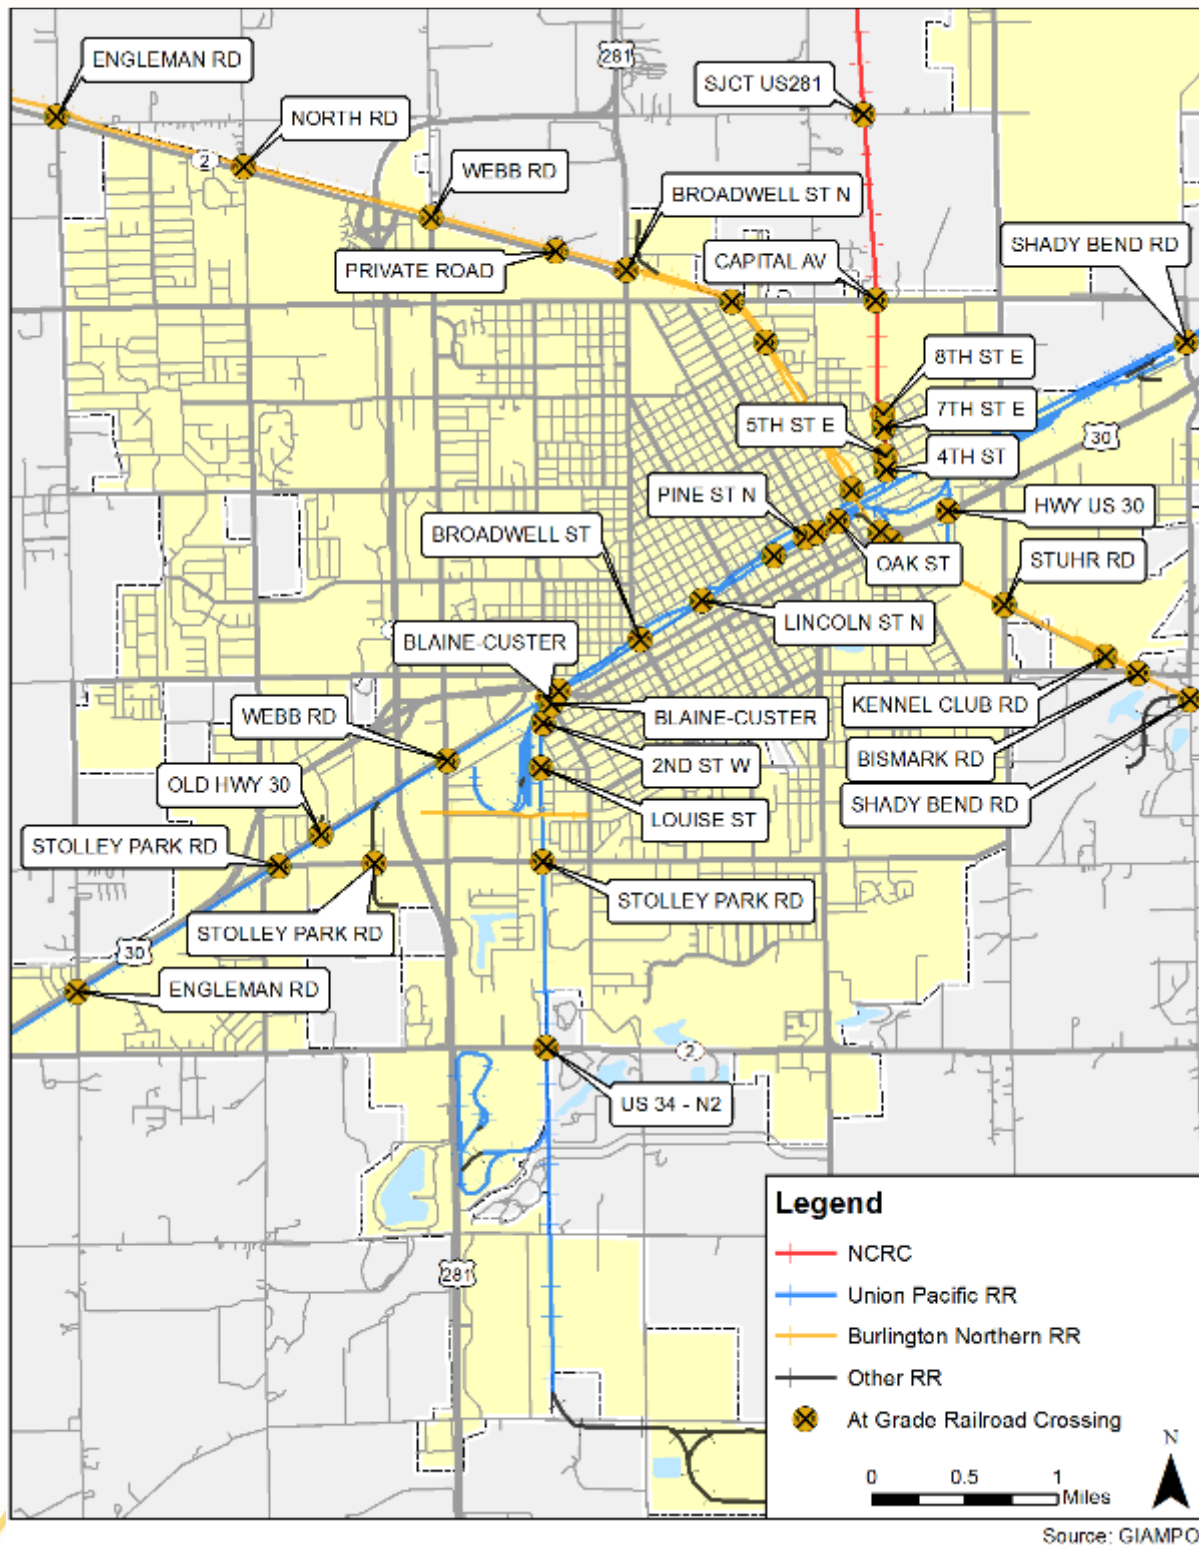 ENGLEMAN RD
281
SJCT US281
NORTH RD
2
WEBB RD
BROADWELL ST N
SHADY BEND RD
PRIVATE ROAD
CAPITAL AV
8TH ST E
7TH ST E
5TH ST E
30
4TH ST
PINE ST N
HWY US 30
BROADWELL ST
OAK ST
STUHR RD
LINCOLN ST N
BLAINE-CUSTER
KENNEL CLUB RD
WEBB RD
BLAINE-CUSTER
BISMARK RD
2ND ST W
OLD HWY 30
SHADY BEND RD
LOUISE ST
STOLLEY PARK RD
STOLLEY PARK RD
STOLLEY PARK RD
30
ENGLEMAN RD
2
US 34 - N2
281
Legend
NCRC
Union Pacific RR
Burlington Northern RR
Other RR
At Grade Railroad Crossing
N
0 0.5 1
Miles
Source: GIAMPO